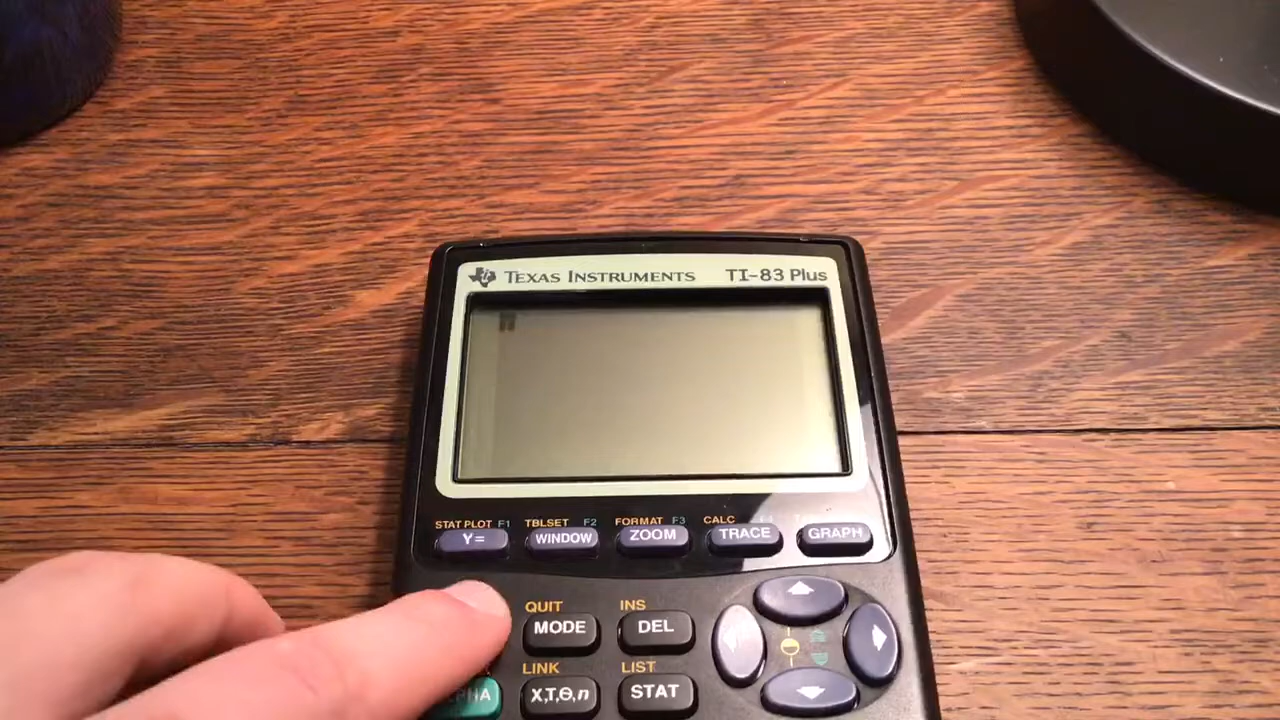 TEXAS INSTRUMENTS TI-83 Plus
STAT PLOT F1 TBLSET F2 FORMAT F3 CALC
Y= WINDOW ZOOM TRACE GRAPH
QUIT INS
MODE DEL
LINK LIST
X,T,Θ,n STAT